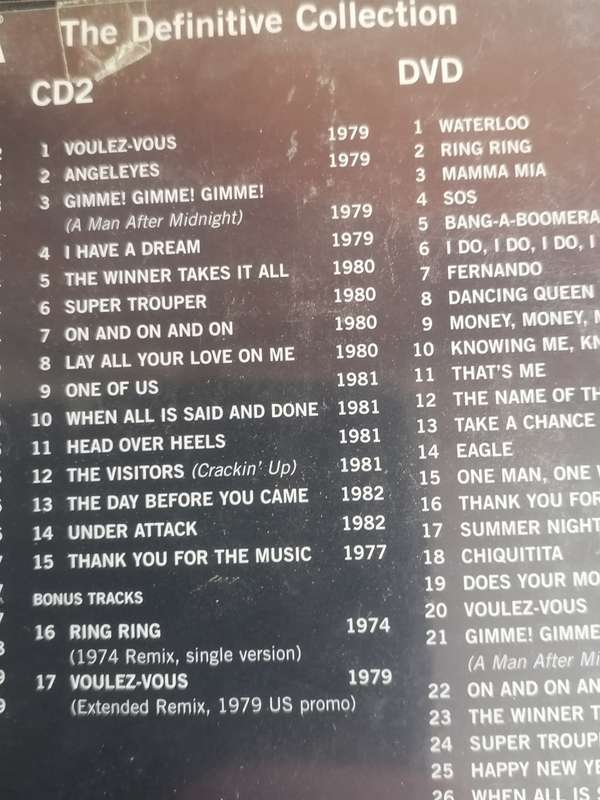 The Definitive Collection
CD2
1 VOULEZ-VOUS 1979
2 ANGELEYES 1979
3 GIMME! GIMME! GIMME!
(A Man After Midnight) 1979
4 I HAVE A DREAM 1979
5 THE WINNER TAKES IT ALL 1980
6 SUPER TROUPER 1980
7 ON AND ON AND ON 1980
8 LAY ALL YOUR LOVE ON ME 1980
9 ONE OF US 1981
10 WHEN ALL IS SAID AND DONE 1981
11 HEAD OVER HEELS 1981
12 THE VISITORS (Crackin' Up) 1981
13 THE DAY BEFORE YOU CAME 1982
14 UNDER ATTACK 1982
15 THANK YOU FOR THE MUSIC 1977
BONUS TRACKS
16 RING RING 1974
(1974 Remix, single version)
17 VOULEZ-VOUS 1979
(Extended Remix, 1979 US promo)
DVD
1 WATERLOO
2 RING RING
3 MAMMA MIA
4 SOS
5 BANG-A-BOOMERA
6 I DO, I DO, I DO, I
7 FERNANDO
8 DANCING QUEEN
9 MONEY, MONEY,
10 KNOWING ME, KN
11 THAT'S ME
12 THE NAME OF TH
13 TAKE A CHANCE
14 EAGLE
15 ONE MAN, ONE
16 THANK YOU FOR
17 SUMMER NIGHT
18 CHIQUITITA
19 DOES YOUR MO
20 VOULEZ-VOUS
21 GIMME! GIMME
(A Man After Mi
22 ON AND ON AN
23 THE WINNER T
24 SUPER TROUP
25 HAPPY NEW YE
26 WHEN ALL IS S